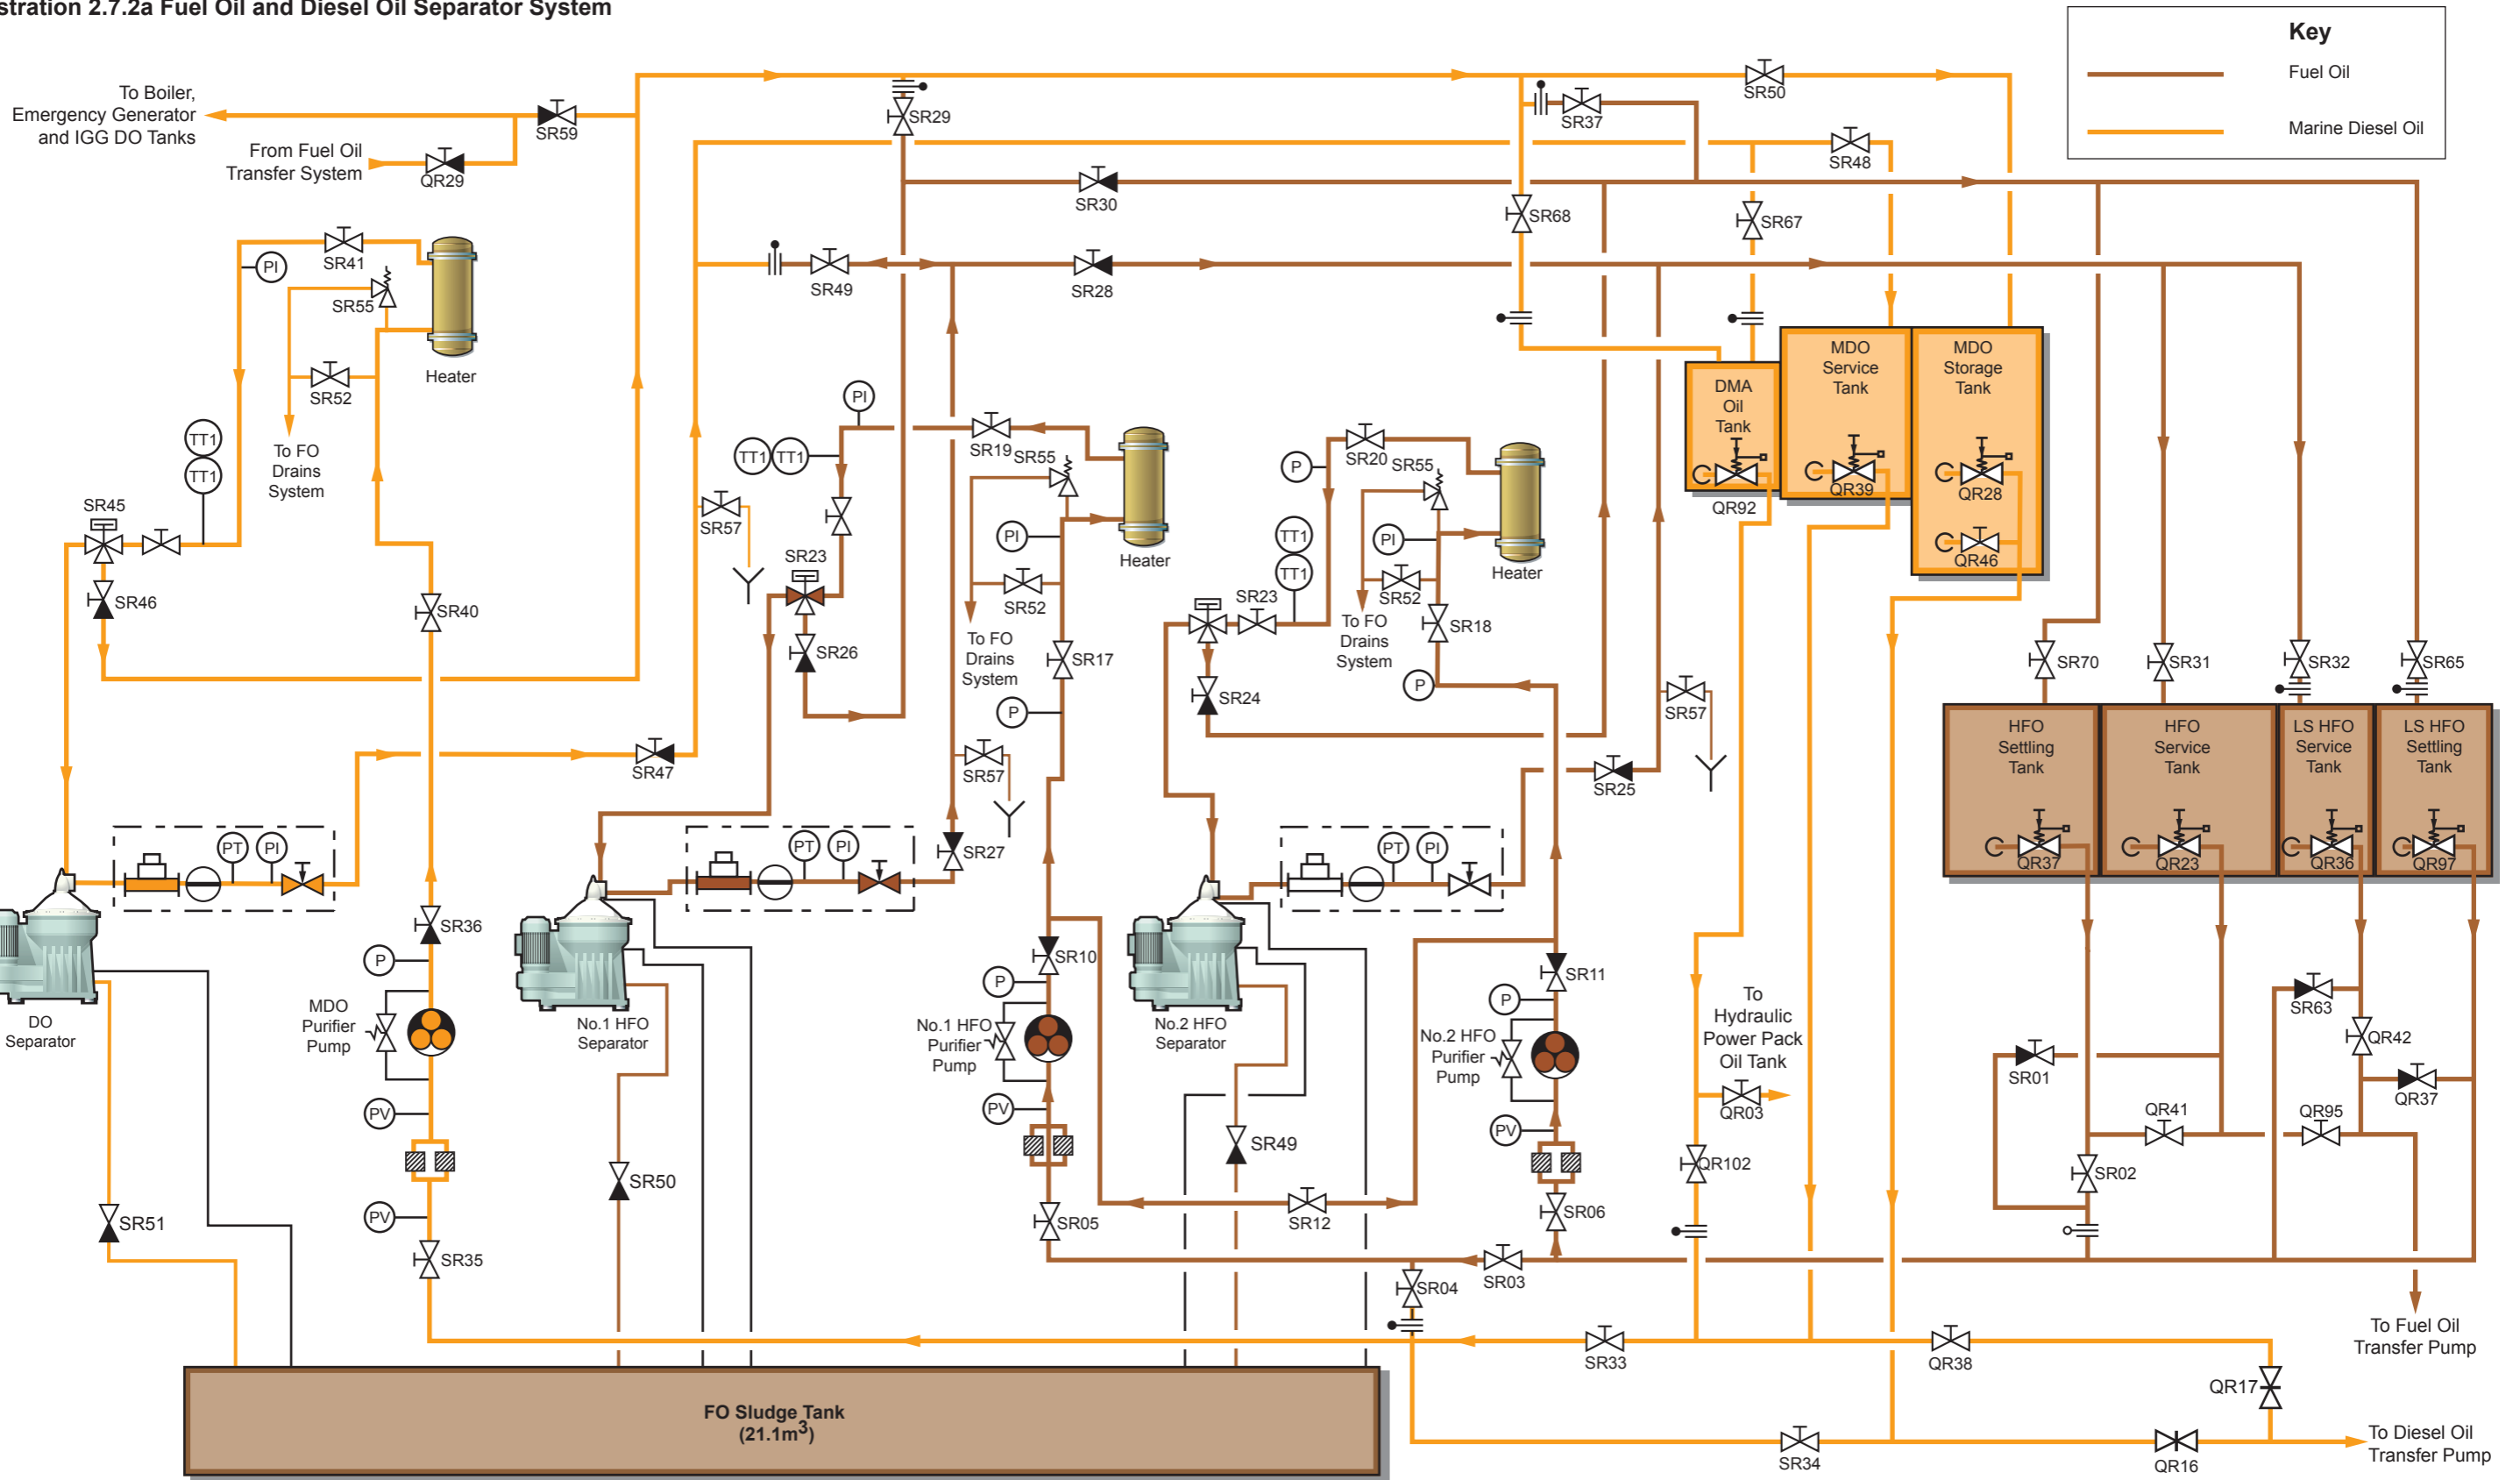 stration 2.7.2a Fuel Oil and Diesel Oil Separator System
Key
Fuel Oil
Marine Diesel Oil
To Boiler,
Emergency Generator
and IGG DO Tanks
SR59
From Fuel Oil
Transfer System
QR29
SR29
SR50
SR37
SR48
SR30
SR68
SR67
SR41
PI
SR55
SR52
Heater
To FO
Drains
System
SR49
SR28
TT1
TT1
SR45
SR46
SR40
PI
TT1
TT1
SR19
SR55
SR57
SR23
PI
Heater
SR52
SR26
To FO
Drains
System
SR17
P
P
SR20
SR55
TT1
TT1
PI
Heater
SR23
SR52
To FO
Drains
System
SR18
SR24
P
SR57
DMA
Oil
Tank
QR92
MDO
Service
Tank
QR39
MDO
Storage
Tank
QR28
QR46
SR70
SR31
SR32
SR65
HFO
Settling
Tank
QR37
HFO
Service
Tank
QR23
LS HFO
Service
Tank
QR36
LS HFO
Settling
Tank
QR97
SR47
SR57
SR25
PT
PI
PT
PI
SR27
PT
PI
SR36
P
MDO
Purifier
Pump
PV
PV
SR35
DO
Separator
SR51
No.1 HFO
Separator
SR50
SR10
P
No.1 HFO
Purifier
Pump
PV
SR05
No.2 HFO
Separator
SR49
SR12
SR11
P
No.2 HFO
Purifier
Pump
PV
SR06
SR03
SR04
To
Hydraulic
Power Pack
Oil Tank
QR03
QR102
SR63
QR42
SR01
QR37
QR41
QR95
SR02
To Fuel Oil
Transfer Pump
SR33
QR38
QR17
SR34
QR16
To Diesel Oil
Transfer Pump
FO Sludge Tank
(21.1m3)